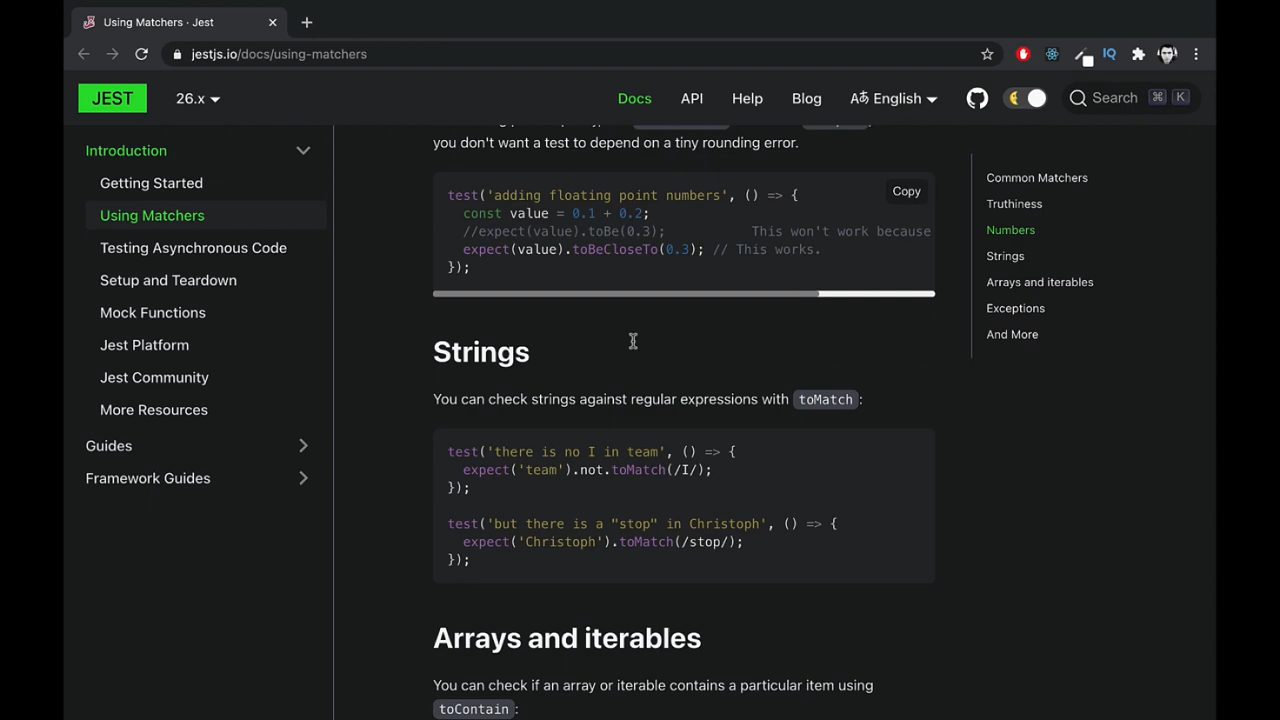 Using Matchers · Jest
jestjs.io/docs/using-matchers
IQ
JEST
26.x
Docs
API
Help
Blog
English
Search
⌘
K
Introduction
Getting Started
Using Matchers
Testing Asynchronous Code
Setup and Teardown
Mock Functions
Jest Platform
Jest Community
More Resources
Guides
Framework Guides
you don't want a test to depend on a tiny rounding error.
Copy
test('adding floating point numbers', () => {
const value = 0.1 + 0.2;
//expect(value).toBe(0.3);           This won't work because
expect(value).toBeCloseTo(0.3); // This works.
});
Strings
You can check strings against regular expressions with toMatch:
test('there is no I in team', () => {
expect('team').not.toMatch(/I/);
});
test('but there is a "stop" in Christoph', () => {
expect('Christoph').toMatch(/stop/);
});
Arrays and iterables
You can check if an array or iterable contains a particular item using
toContain:
Common Matchers
Truthiness
Numbers
Strings
Arrays and iterables
Exceptions
And More